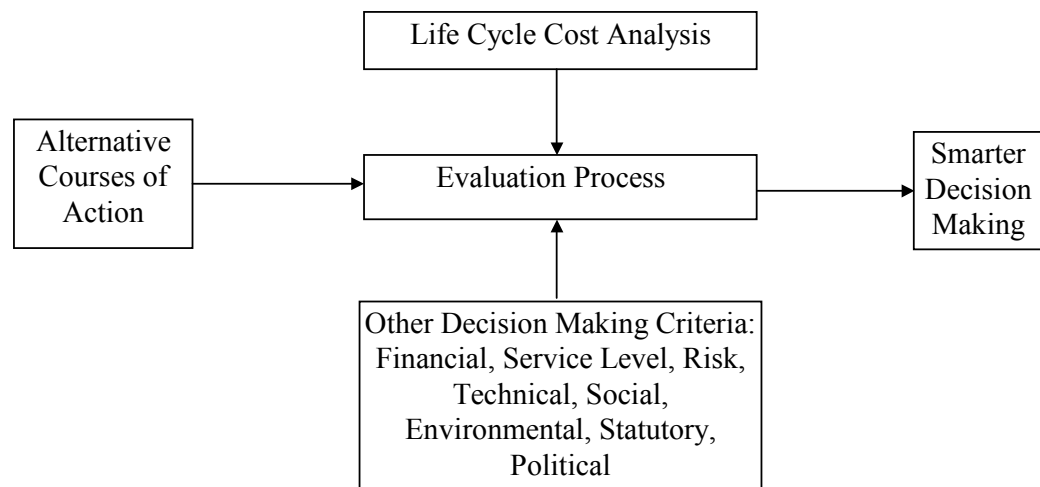 Life Cycle Cost Analysis
Alternative
Courses of
Action
Evaluation Process
Smarter
Decision
Making
Other Decision Making Criteria:
Financial, Service Level, Risk,
Technical, Social,
Environmental, Statutory,
Political